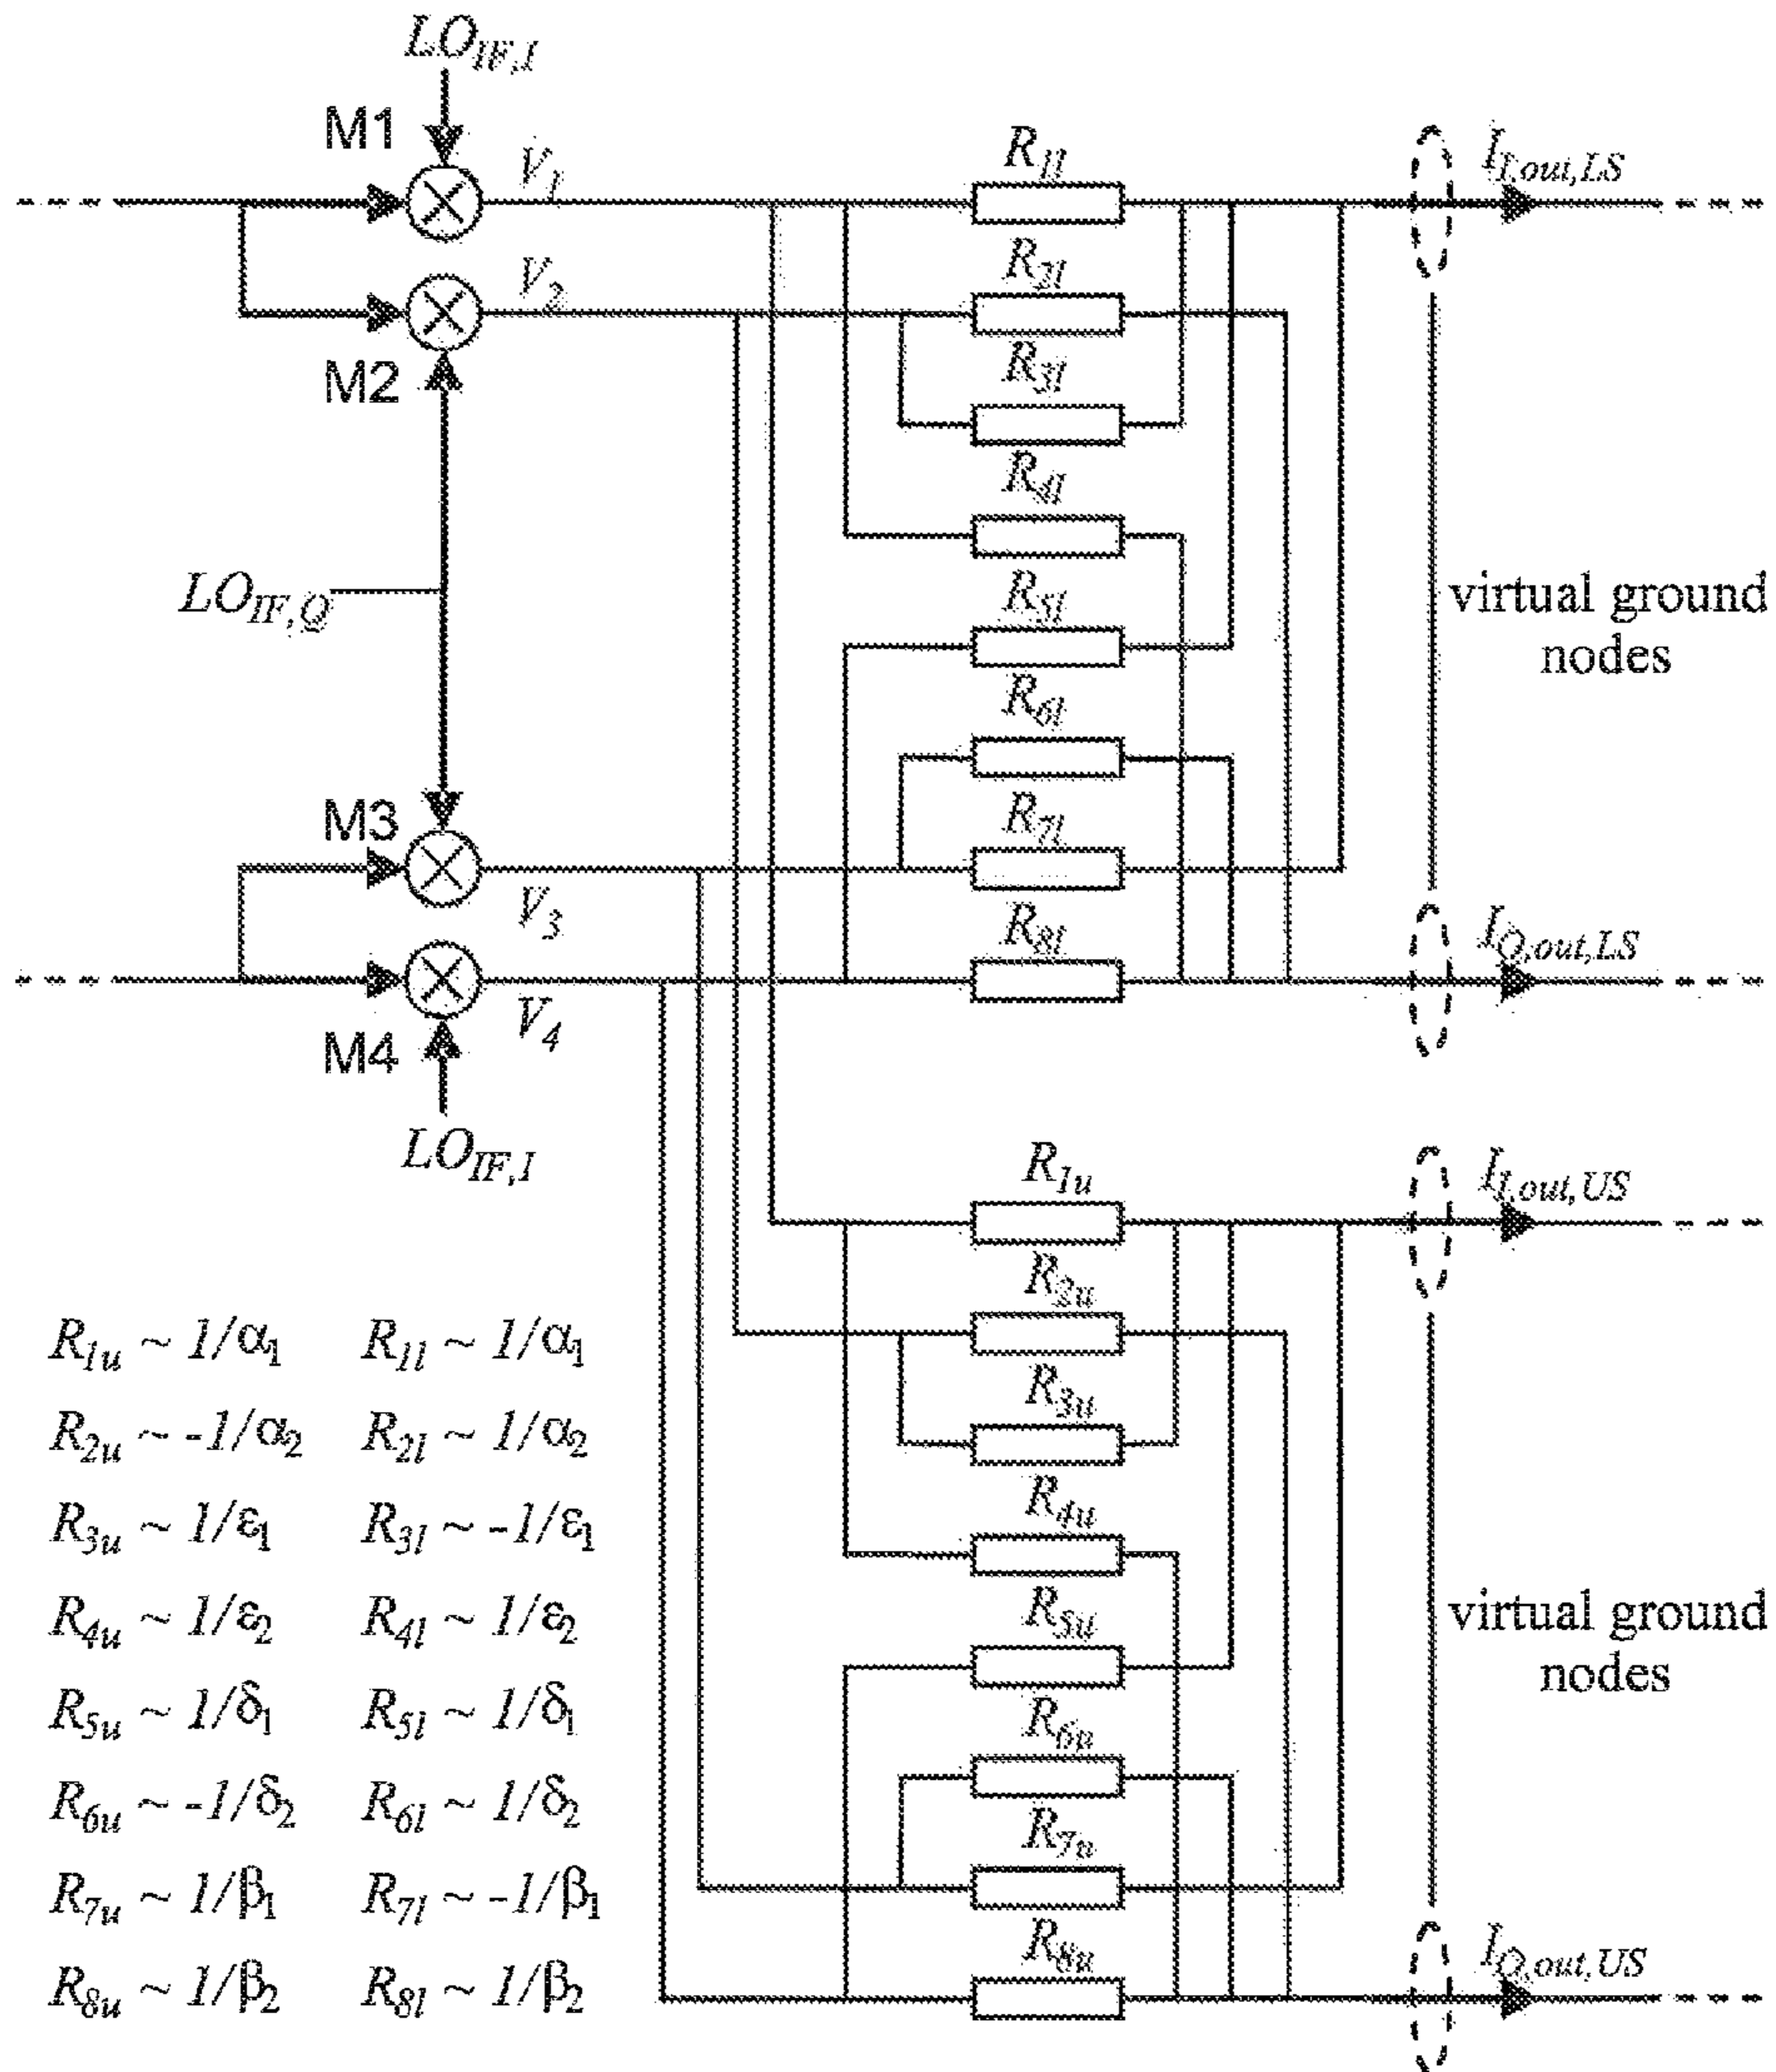 LO_IF,I
M1
V_1
R_1l
I_I,out,LS
V_2
R_2l
M2
R_3l
R_4l
LO_IF,Q
R_5l
virtual ground
nodes
R_6l
M3
R_7l
V_3
R_8l
I_Q,out,LS
V_4
M4
LO_IF,I
R_1u
I_I,out,US
R_2u
R_3u
R_4u
R_5u
virtual ground
nodes
R_6u
R_7u
R_8u
I_Q,out,US
R_1u ~ 1/α_1 R_1l ~ 1/α_1
R_2u ~ -1/α_2 R_2l ~ 1/α_2
R_3u ~ 1/ε_1 R_3l ~ -1/ε_1
R_4u ~ 1/ε_2 R_4l ~ 1/ε_2
R_5u ~ 1/δ_1 R_5l ~ 1/δ_1
R_6u ~ -1/δ_2 R_6l ~ 1/δ_2
R_7u ~ 1/β_1 R_7l ~ -1/β_1
R_8u ~ 1/β_2 R_8l ~ 1/β_2